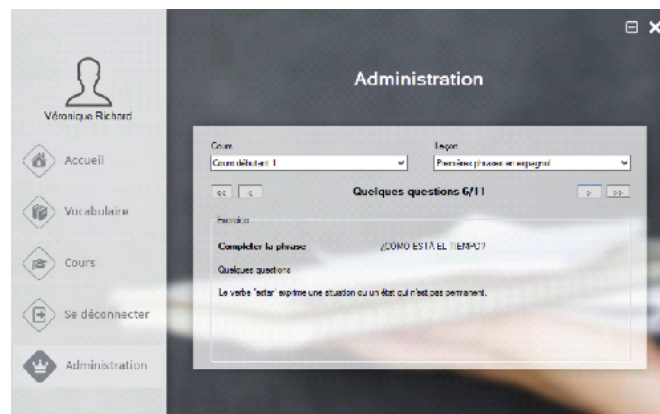 Administration
Véronique Richard
Accueil
Vocabulaire
Cours
Se déconnecter
Administration
Cours
Leçon
Cours débutant 1
Premières phrases en espagnol
<< < Quelques questions 6/11 > >>
Exercice
Compléter la phrase ¿CÓMO ESTÁ EL TIEMPO?
Quelques questions
Le verbe "estar" exprime une situation ou un état qui n'est pas permanent.